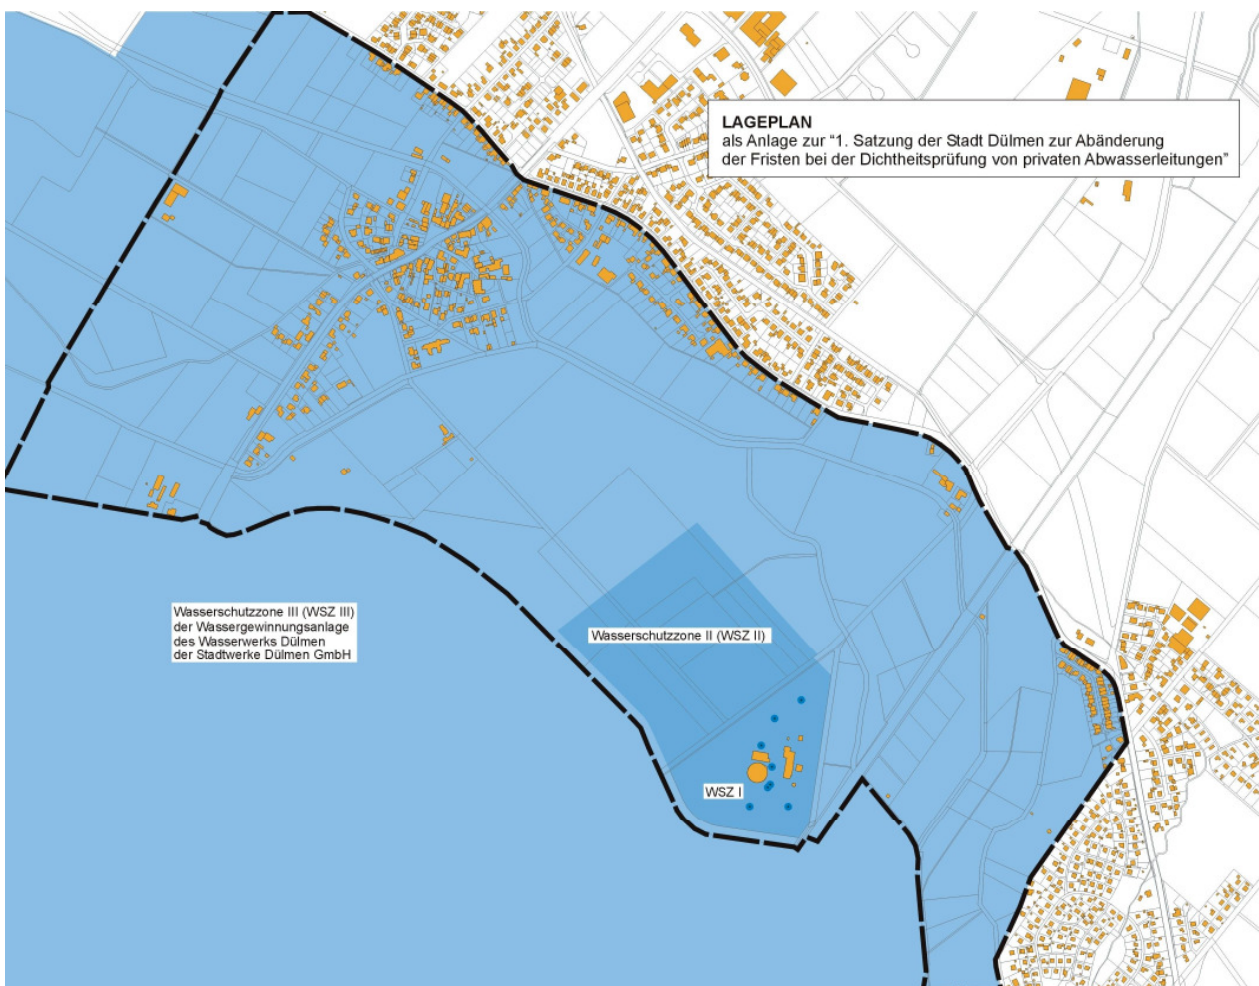 LAGEPLAN
als Anlage zur “1. Satzung der Stadt Dülmen zur Abänderung
der Fristen bei der Dichtheitsprüfung von privaten Abwasserleitungen”
Wasserschutzzone III (WSZ III)
der Wassergewinnungsanlage
des Wasserwerks Dülmen
der Stadtwerke Dülmen GmbH
Wasserschutzzone II (WSZ II)
WSZ I